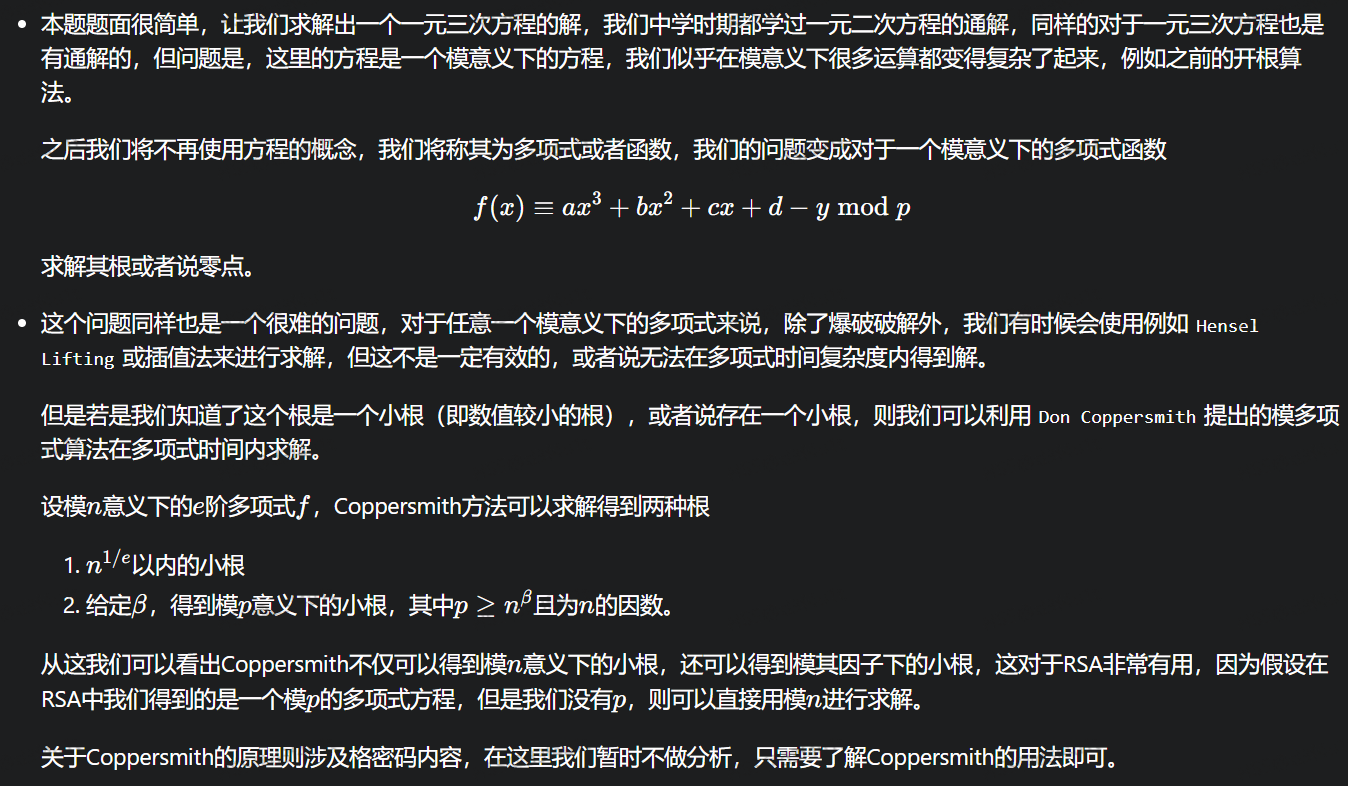 • 本题题面很简单，让我们求解出一个一元三次方程的解，我们中学时期都学过一元二次方程的通解，同样的对于一元三次方程也是
有通解的，但问题是，这里的方程是一个模意义下的方程，我们似乎在模意义下很多运算都变得复杂了起来，例如之前的开根算
法。
之后我们将不再使用方程的概念，我们将称其为多项式或者函数，我们的问题变成对于一个模意义下的多项式函数
f(x) ≡ ax³ + bx² + cx + d − y mod p
求解其根或者说零点。
• 这个问题同样也是一个很难的问题，对于任意一个模意义下的多项式来说，除了爆破破解外，我们有时候会使用例如 Hensel
Lifting 或插值法来进行求解，但这不是一定有效的，或者说无法在多项式时间复杂度内得到解。
但是若是我们知道了这个根是一个小根（即数值较小的根），或者说存在一个小根，则我们可以利用 Don Coppersmith 提出的模多项
式算法在多项式时间内求解。
设模n意义下的e阶多项式f，Coppersmith方法可以求解得到两种根
1. n^{1/e}以内的小根
2. 给定β，得到模p意义下的小根，其中p ≥ n^β且为n的因数。
从这我们可以看出Coppersmith不仅可以得到模n意义下的小根，还可以得到模其因子下的小根，这对于RSA非常有用，因为假设在
RSA中我们得到的是一个模p的多项式方程，但是我们没有p，则可以直接用模n进行求解。
关于Coppersmith的原理则涉及格密码内容，在这里我们暂时不做分析，只需要了解Coppersmith的用法即可。